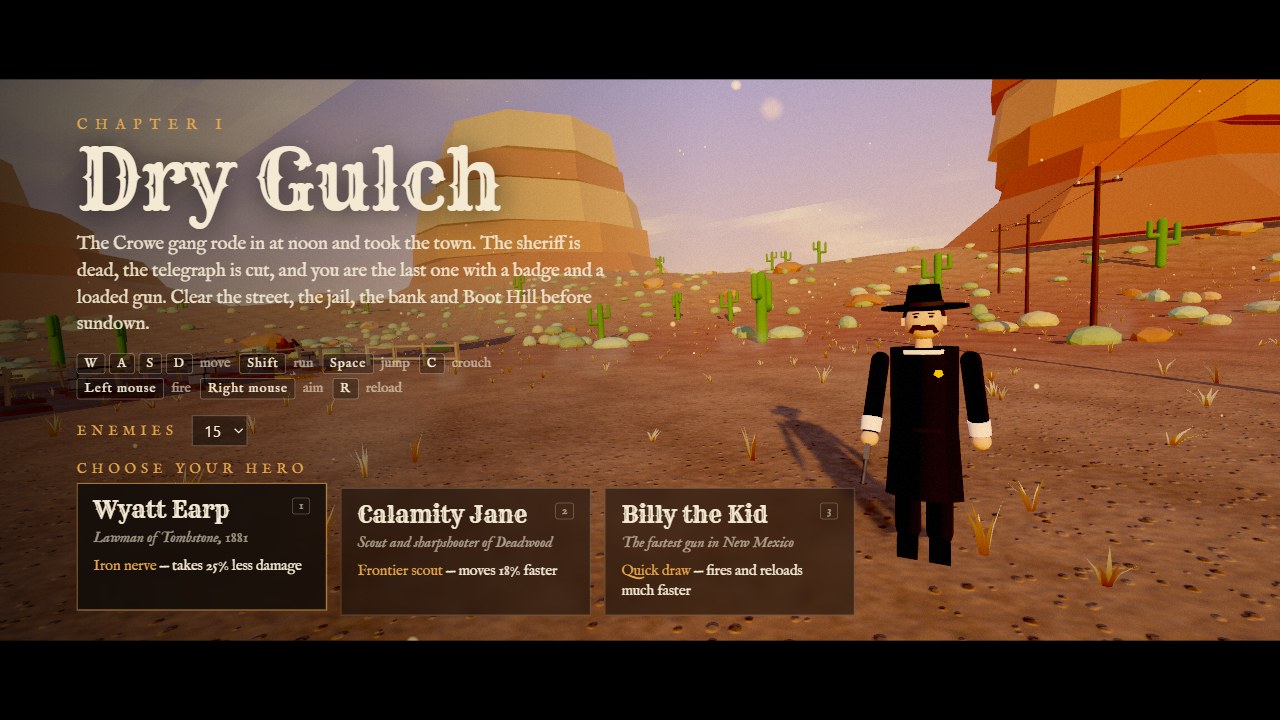 CHAPTER I
Dry Gulch
The Crowe gang rode in at noon and took the town. The sheriff is
dead, the telegraph is cut, and you are the last one with a badge and a
loaded gun. Clear the street, the jail, the bank and Boot Hill before
sundown.
W A S D move Shift run Space jump C crouch
Left mouse fire Right mouse aim R reload
ENEMIES 15
CHOOSE YOUR HERO
Wyatt Earp 1
Lawman of Tombstone, 1881
Iron nerve — takes 25% less damage
Calamity Jane 2
Scout and sharpshooter of Deadwood
Frontier scout — moves 18% faster
Billy the Kid 3
The fastest gun in New Mexico
Quick draw — fires and reloads
much faster